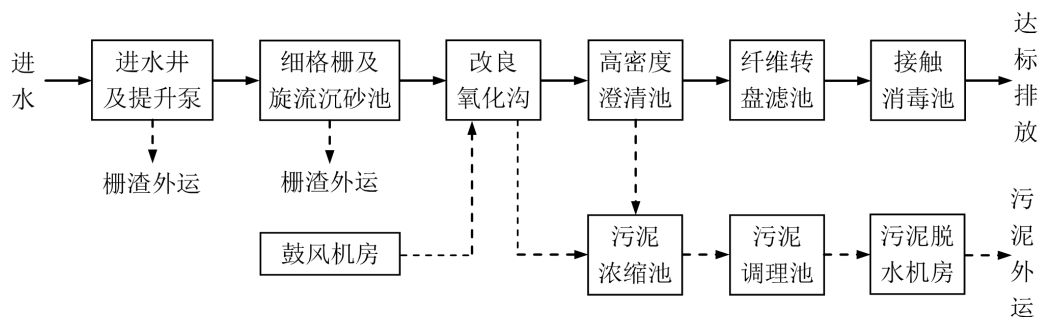 进水
进水井
及提升泵
细格栅及
旋流沉砂池
改良
氧化沟
高密度
澄清池
纤维转
盘滤池
接触
消毒池
达标排放
栅渣外运
栅渣外运
鼓风机房
污泥
浓缩池
污泥
调理池
污泥脱
水机房
污泥外运